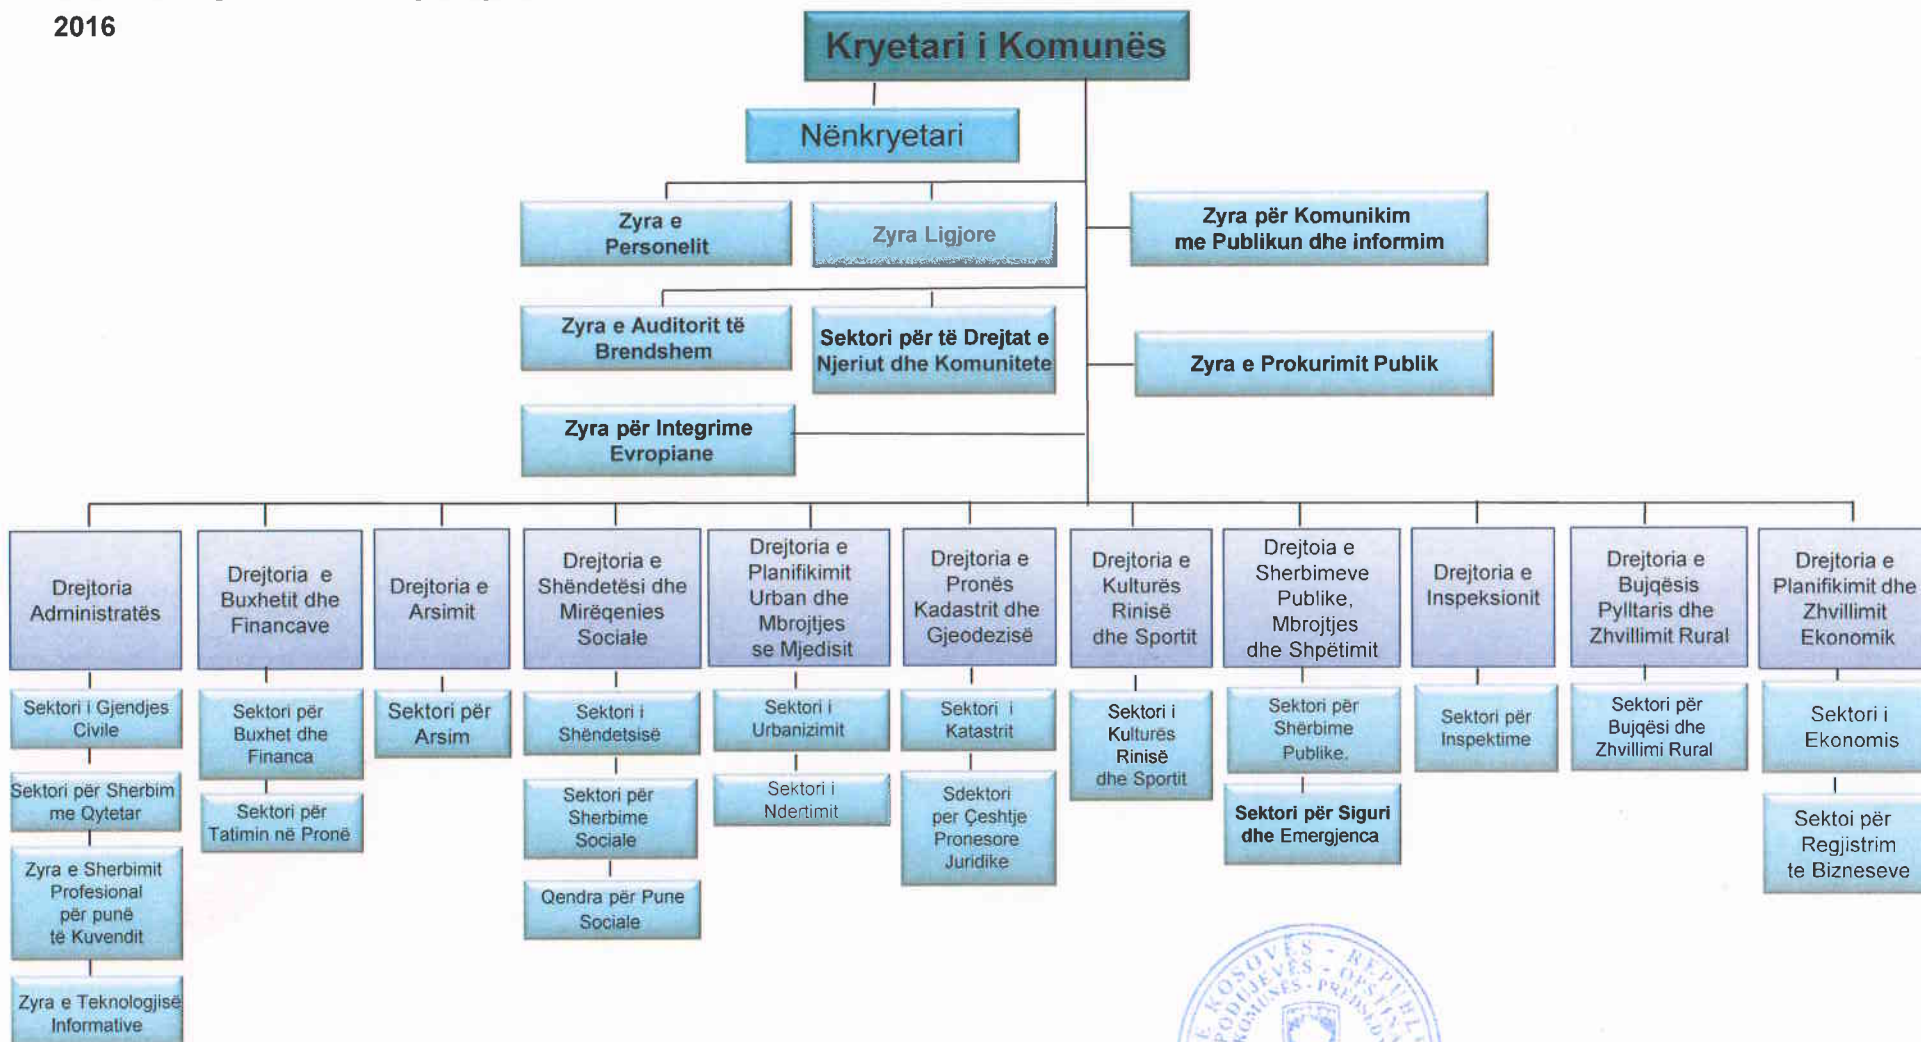 2016
Kryetari i Komunës
Nënkryetari
Zyra e
Personelit
Zyra Ligjore
Zyra për Komunikim
me Publikun dhe informim
Zyra e Auditorit të
Brendshem
Sektori për të Drejtat e
Njeriut dhe Komunitete
Zyra e Prokurimit Publik
Zyra për Integrime
Evropiane
Drejtoria
Administratës
Drejtoria e
Buxhetit dhe
Financave
Drejtoria e
Arsimit
Drejtoria e
Shëndetësi dhe
Mirëqenies
Sociale
Drejtoria e
Planifikimit
Urban dhe
Mbrojtjes
se Mjedisit
Drejtoria e
Pronës
Kadastrit dhe
Gjeodezisë
Drejtoria e
Kulturës
Rinisë
dhe Sportit
Drejtoia e
Sherbimeve
Publike,
Mbrojtjes
dhe Shpëtimit
Drejtoria e
Inspeksionit
Drejtoria e
Bujqësis
Pylltaris dhe
Zhvillimit Rural
Drejtoria e
Planifikimit dhe
Zhvillimit
Ekonomik
Sektori i Gjendjes
Civile
Sektori për Sherbim
me Qytetar
Zyra e Sherbimit
Profesional
për punë
të Kuvendit
Zyra e Teknologjisë
Informative
Sektori për
Buxhet dhe
Financa
Sektori për
Tatimin në Pronë
Sektori për
Arsim
Sektori i
Shëndetsisë
Sektori për
Sherbime
Sociale
Qendra për Pune
Sociale
Sektori i
Urbanizimit
Sektori i
Ndertimit
Sektori i
Katastrit
Sdektori
per Çeshtje
Pronesore
Juridike
Sektori i
Kulturës
Rinisë
dhe Sportit
Sektori për
Shërbime
Publike,
Sektori për Siguri
dhe Emergjenca
Sektori për
Inspektime
Sektori për
Bujqësi dhe
Zhvillimi Rural
Sektori i
Ekonomis
Sektoi për
Regjistrim
te Bizneseve
E KOSOVËS - REPUBL
PODUJEVËS - OPŠTINA
KOMUNËS - PREDSED